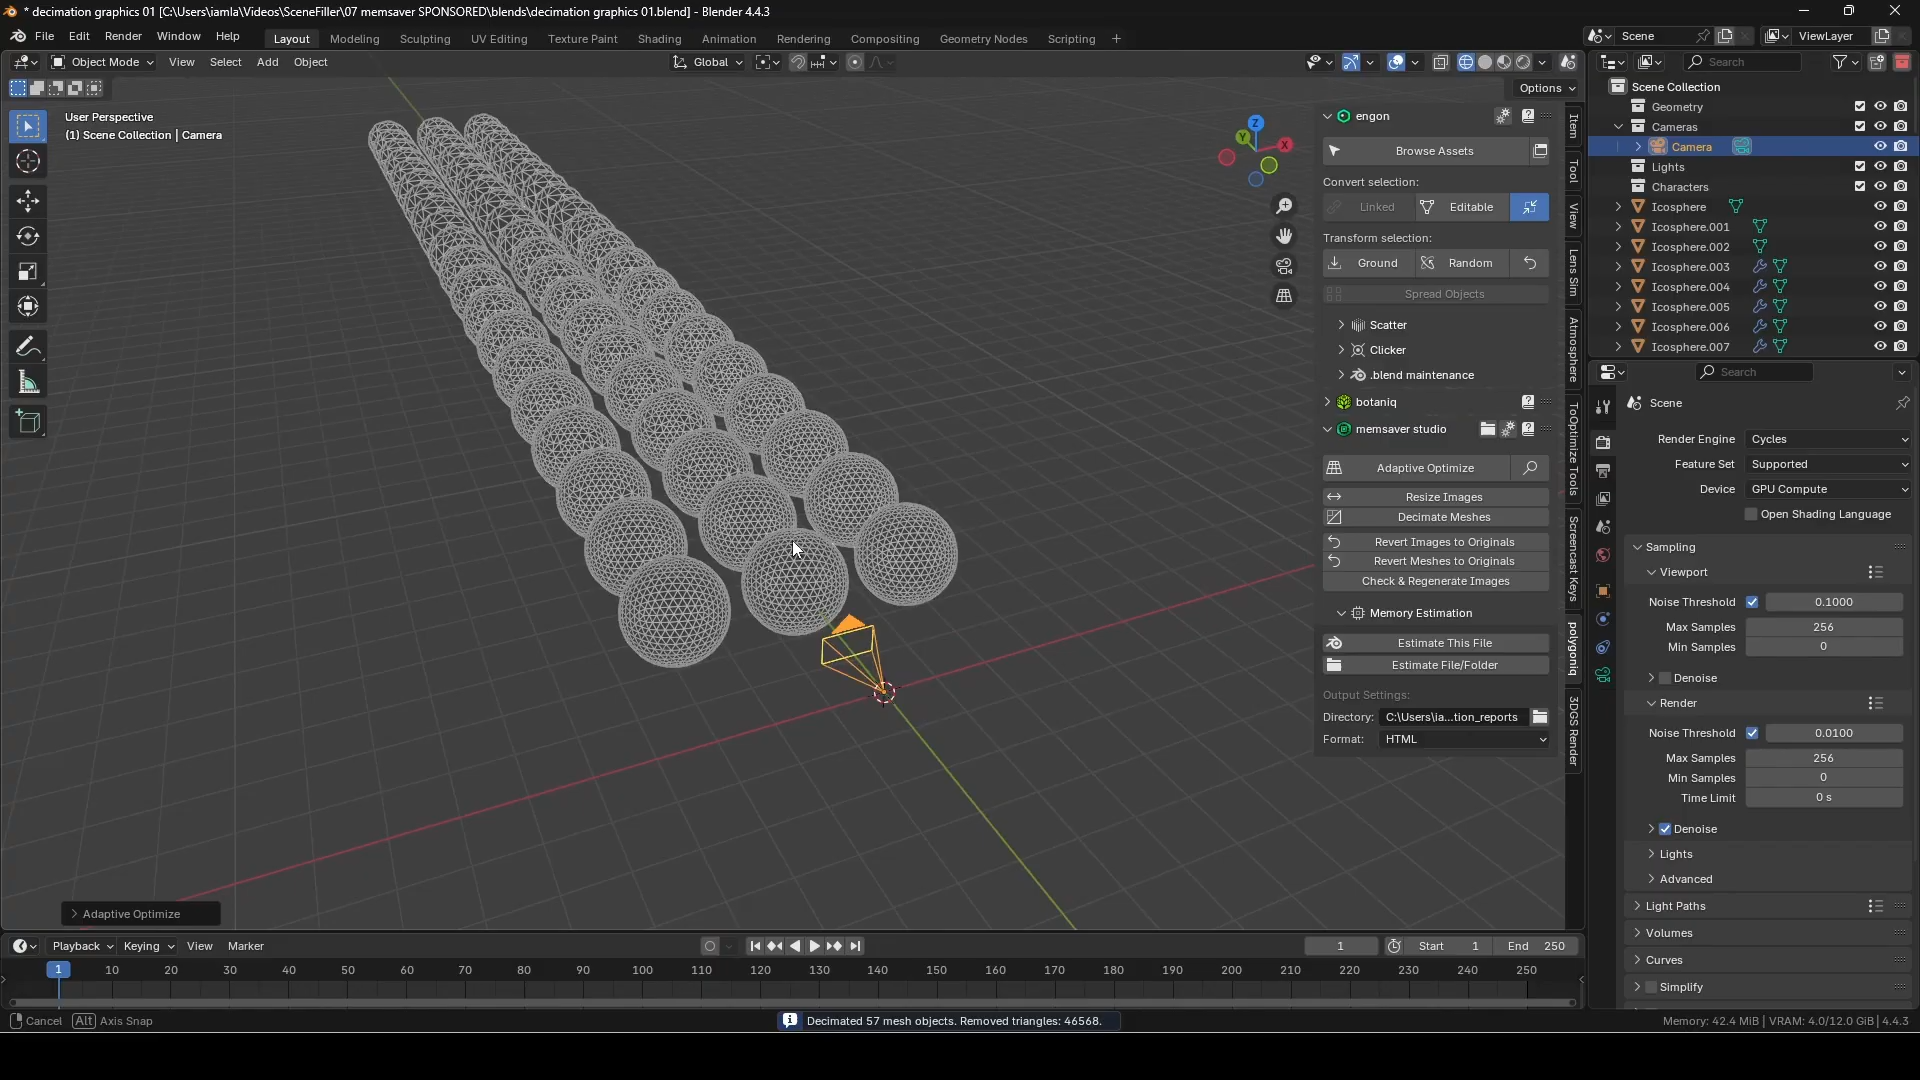 * decimation graphics 01 [C:\Users\iamla\Videos\SceneFiller\07 memsaver SPONSORED\blends\decimation graphics 01.blend] - Blender 4.4.3
File Edit Render Window Help
Layout Modeling Sculpting UV Editing Texture Paint Shading Animation Rendering Compositing Geometry Nodes Scripting +
Scene
ViewLayer
Object Mode View Select Add Object
Global
Options
User Perspective
(1) Scene Collection | Camera
Z
Y
X
engon
Browse Assets
Convert selection:
Linked Editable
Transform selection:
Ground Random
Spread Objects
Scatter
Clicker
.blend maintenance
botaniq
memsaver studio
Adaptive Optimize
Resize Images
Decimate Meshes
Revert Images to Originals
Revert Meshes to Originals
Check & Regenerate Images
Memory Estimation
Estimate This File
Estimate File/Folder
Output Settings:
Directory: C:\Users\ia...tion_reports
Format: HTML
Item
Tool
View
Lens Sim
Atmosphere
ToOptimize Tools
Screencast Keys
polygoniq
3DGS Render
Search
Scene Collection
Geometry
Cameras
Camera
Lights
Characters
Icosphere
Icosphere.001
Icosphere.002
Icosphere.003
Icosphere.004
Icosphere.005
Icosphere.006
Icosphere.007
Search
Scene
Render Engine Cycles
Feature Set Supported
Device GPU Compute
Open Shading Language
Sampling
Viewport
Noise Threshold 0.1000
Max Samples 256
Min Samples 0
Denoise
Render
Noise Threshold 0.0100
Max Samples 256
Min Samples 0
Time Limit 0 s
Denoise
Lights
Advanced
Light Paths
Volumes
Curves
Simplify
Adaptive Optimize
Playback Keying View Marker
1 Start 1 End 250
1 10 20 30 40 50 60 70 80 90 100 110 120 130 140 150 160 170 180 190 200 210 220 230 240 250
Cancel Alt Axis Snap
Decimated 57 mesh objects. Removed triangles: 46568.
Memory: 42.4 MiB | VRAM: 4.0/12.0 GiB | 4.4.3